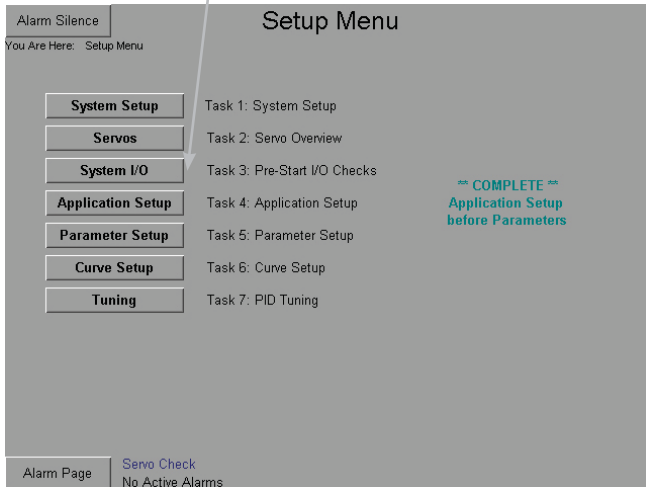 Alarm Silence
Setup Menu
You Are Here: Setup Menu
System Setup Task 1: System Setup
Servos Task 2: Servo Overview
System I/O Task 3: Pre-Start I/O Checks
Application Setup Task 4: Application Setup
Parameter Setup Task 5: Parameter Setup
Curve Setup Task 6: Curve Setup
Tuning Task 7: PID Tuning
** COMPLETE **
Application Setup
before Parameters
Alarm Page
Servo Check
No Active Alarms